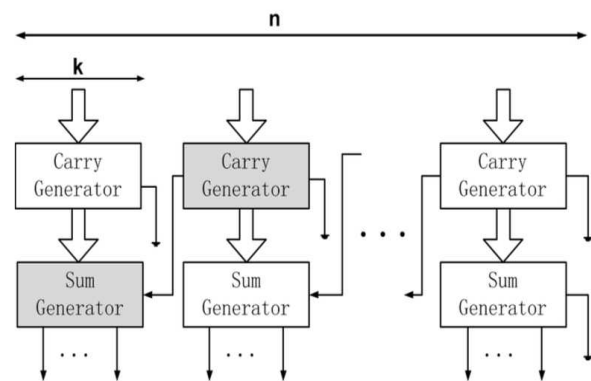 n
k
Carry
Generator
Carry
Generator
Carry
Generator
. . .
Sum
Generator
Sum
Generator
Sum
Generator
. . .
. . .
. . .